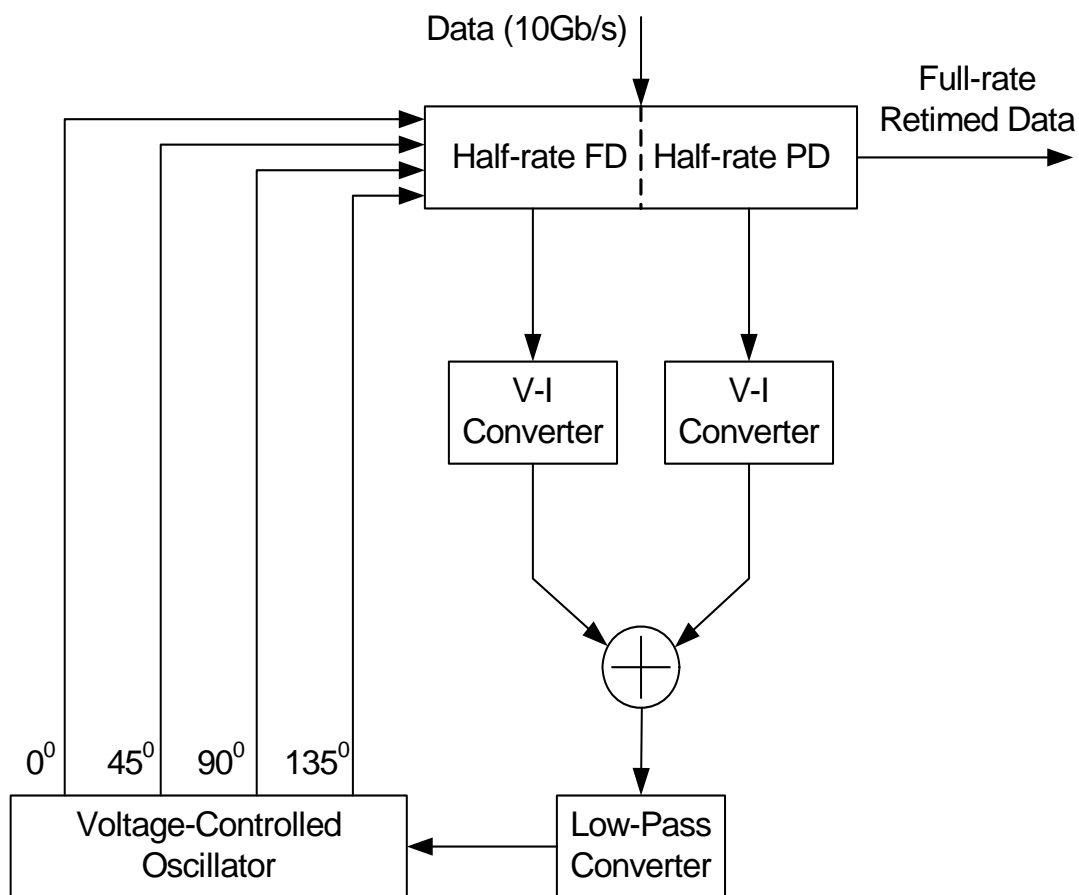 Data (10Gb/s)
Full-rate
Retimed Data
Half-rate FD
Half-rate PD
V-I
Converter
V-I
Converter
0⁰
45⁰
90⁰
135⁰
Voltage-Controlled
Oscillator
Low-Pass
Converter